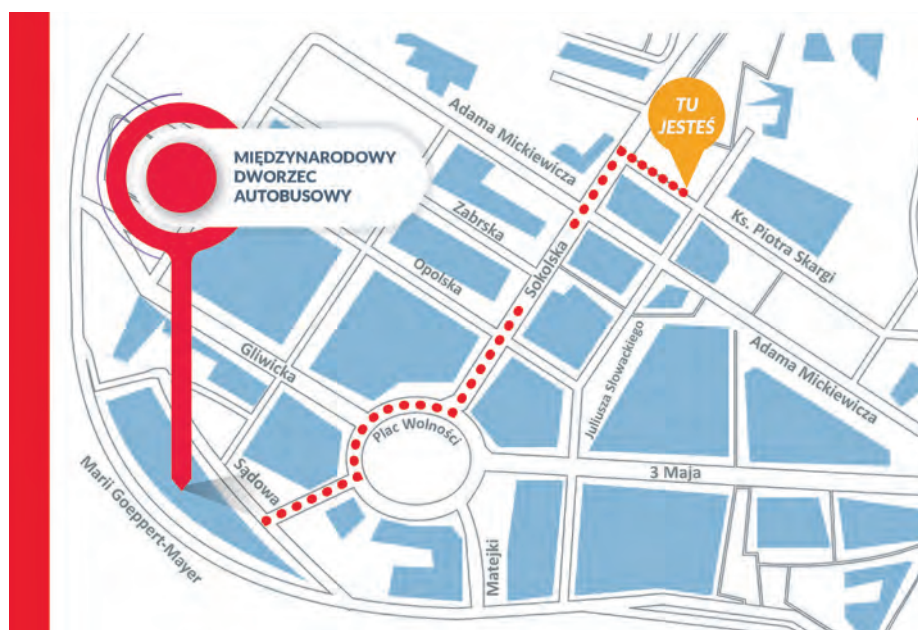 TU
JESTEŚ
MIĘDZYNARODOWY
DWORZEC
AUTOBUSOWY
Adama Mickiewicza
Zabrska
Opolska
Sokolska
Ks. Piotra Skargi
Gliwicka
Juliusza Słowackiego
Adama Mickiewicza
Plac Wolności
Sądowa
3 Maja
Marii Goeppert-Mayer
Matejki